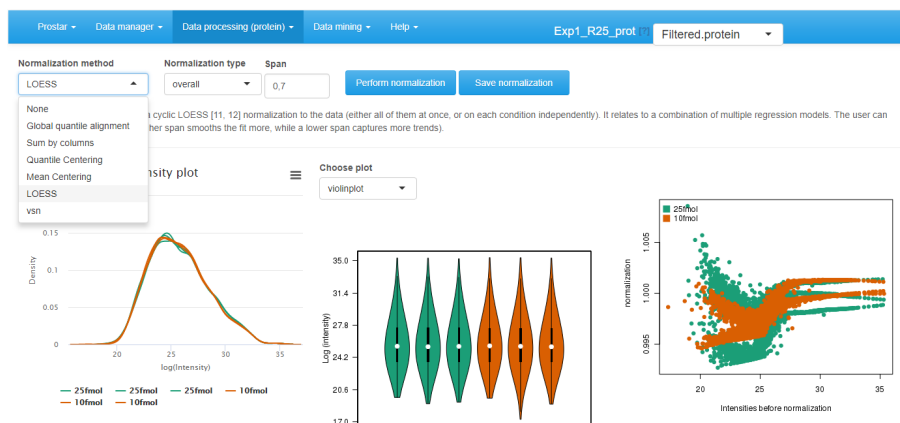 Prostar Data manager Data processing (protein) Data mining Help Exp1_R25_prot [?] Filtered.protein
Normalization method Normalization type Span
LOESS overall 0,7 Perform normalization Save normalization
None
Global quantile alignment
Sum by columns
Quantile Centering
Mean Centering
LOESS
vsn
a cyclic LOESS [11, 12] normalization to the data (either all of them at once, or on each condition independently). It relates to a combination of multiple regression models. The user can
her span smooths the fit more, while a lower span captures more trends).
nsity plot
Choose plot
violinplot
0.15
0.1
0.05
0
Density
20 25 30 35
log(Intensity)
25fmol 25fmol 25fmol 10fmol
10fmol 10fmol
35.0
31.4
27.8
24.2
20.6
17.0
Log (intensity)
25fmol
10fmol
1.005
1.000
0.995
normalization
20 25 30 35
Intensities before normalization